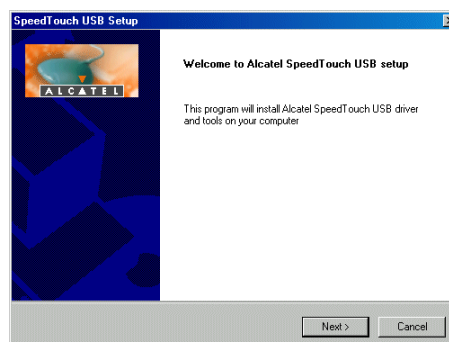 SpeedTouch USB Setup
ALCATEL
Welcome to Alcatel SpeedTouch USB setup
This program will install Alcatel SpeedTouch USB driver
and tools on your computer
Next >
Cancel